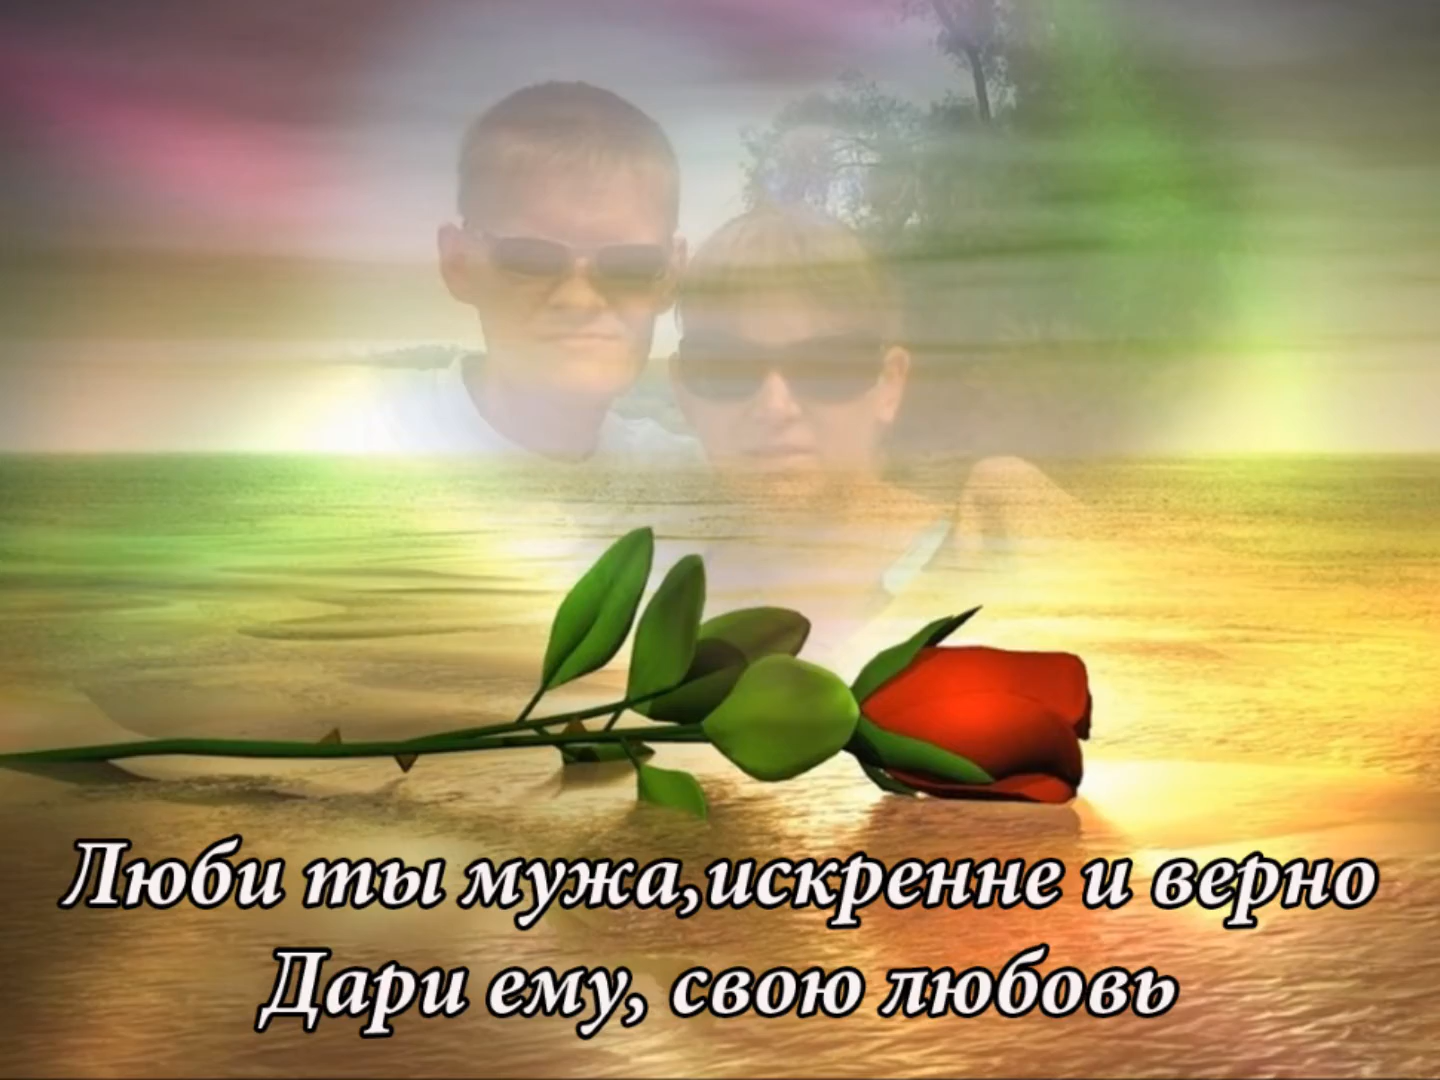 Люби ты мужа,искренне и верно
Дари ему, свою любовь